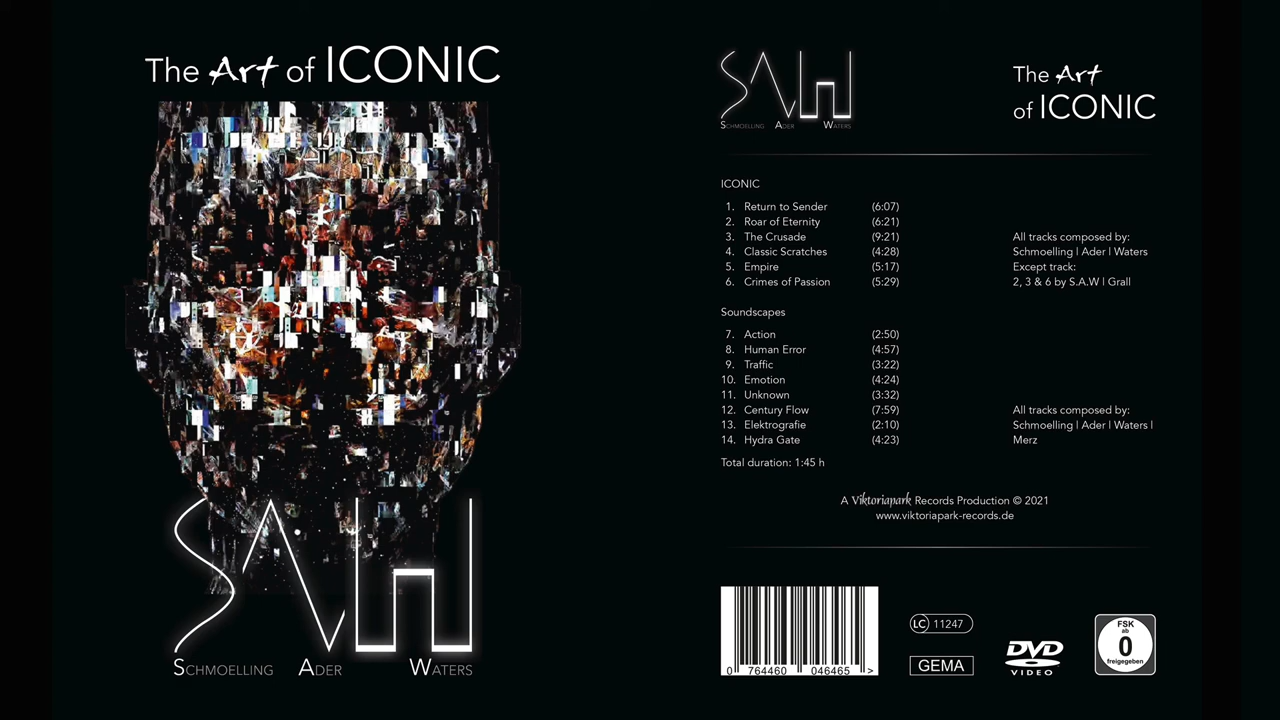 The Art of ICONIC
SAW
SCHMOELLING ADER WATERS
SAW
SCHMOELLING ADER WATERS
The Art
of ICONIC
ICONIC
1. Return to Sender (6:07)
2. Roar of Eternity (6:21)
3. The Crusade (9:21)
4. Classic Scratches (4:28)
5. Empire (5:17)
6. Crimes of Passion (5:29)
All tracks composed by:
Schmoelling | Ader | Waters
Except track:
2, 3 & 6 by S.A.W | Grall
Soundscapes
7. Action (2:50)
8. Human Error (4:57)
9. Traffic (3:22)
10. Emotion (4:24)
11. Unknown (3:32)
12. Century Flow (7:59)
13. Elektrografie (2:10)
14. Hydra Gate (4:23)
All tracks composed by:
Schmoelling | Ader | Waters |
Merz
Total duration: 1:45 h
A Viktoriapark Records Production © 2021
www.viktoriapark-records.de
0 764460 046465 >
LC 11247
GEMA
DVD
VIDEO
FSK
ab
0
freigegeben